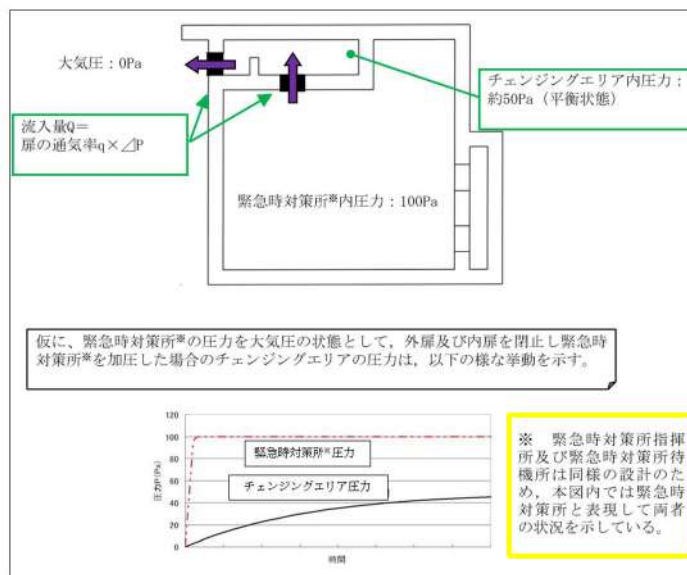 大気圧:0Pa
チェンジングエリア内圧力:
約50Pa(平衡状態)
流入量Q=
扉の通気率q×⊿P
緊急時対策所※内圧力:100Pa
仮に、緊急時対策所※の圧力を大気圧の状態として,外扉及び内扉を閉止し緊急時
対策所※を加圧した場合のチェンジングエリアの圧力は,以下の様な挙動を示す。
120
100
80
60
40
20
0
圧力P(Pa)
緊急時対策所※圧力
チェンジングエリア圧力
時間
※ 緊急時対策所指揮
所及び緊急時対策所待
機所は同様の設計のた
め,本図内では緊急時
対策所と表現して両者
の状況を示している。